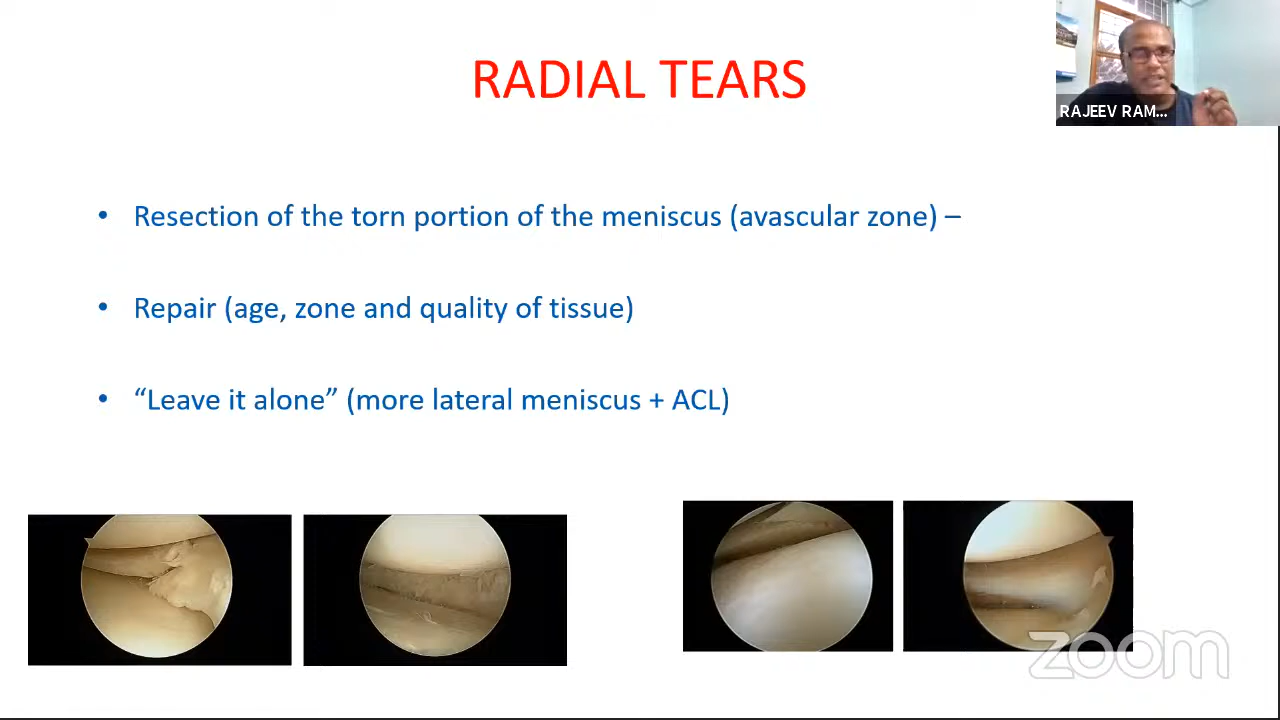 RADIAL TEARS
RAJEEV RAM...
• Resection of the torn portion of the meniscus (avascular zone) –
• Repair (age, zone and quality of tissue)
• “Leave it alone” (more lateral meniscus + ACL)
zoom